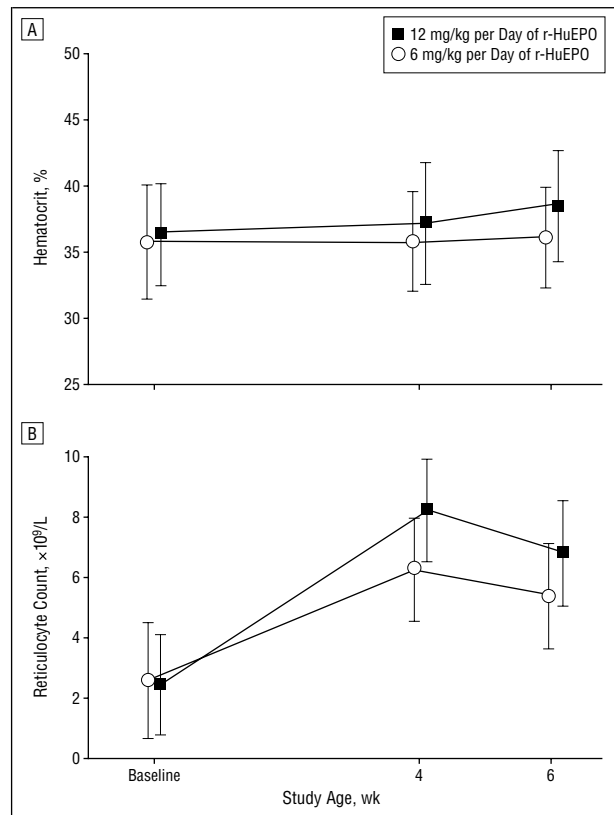 A
12 mg/kg per Day of r-HuEPO
6 mg/kg per Day of r-HuEPO
50
45
40
35
30
25
Hematocrit, %
B
10
8
6
4
2
0
Reticulocyte Count, ×10⁹/L
Baseline
4
6
Study Age, wk